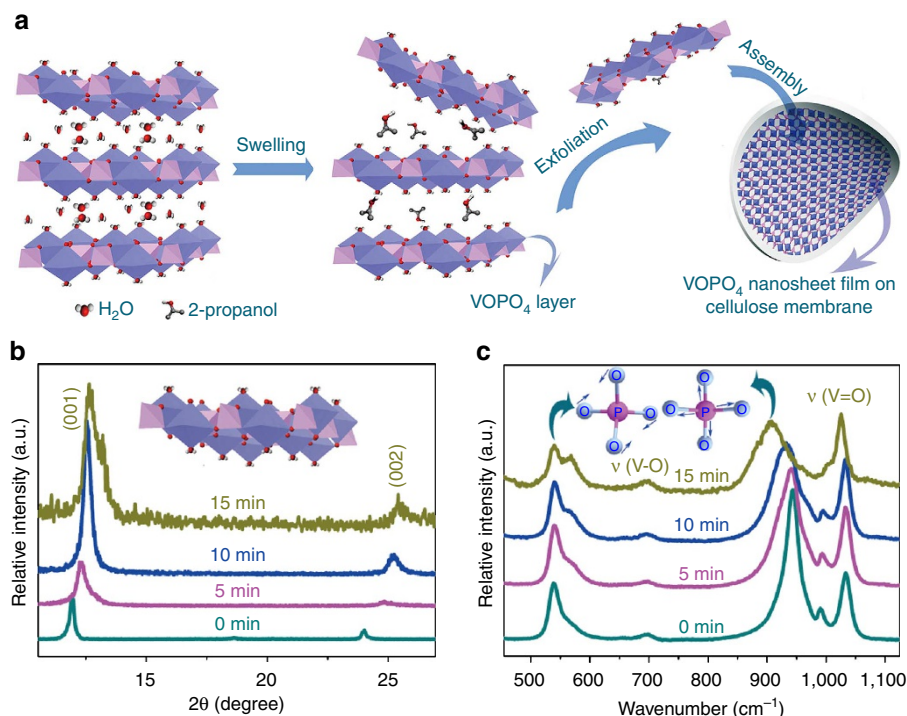 a
Swelling
Exfoliation
Assembly
H₂O
2-propanol
VOPO₄ layer
VOPO₄ nanosheet film on
cellulose membrane
b
Relative intensity (a.u.)
(001)
(002)
15 min
10 min
5 min
0 min
15
20
25
2θ (degree)
c
Relative intensity (a.u.)
O
O P O
O
O
O P O
O
ν (V=O)
ν (V-O)
15 min
10 min
5 min
0 min
500
600
700
800
900
1,000
1,100
Wavenumber (cm⁻¹)